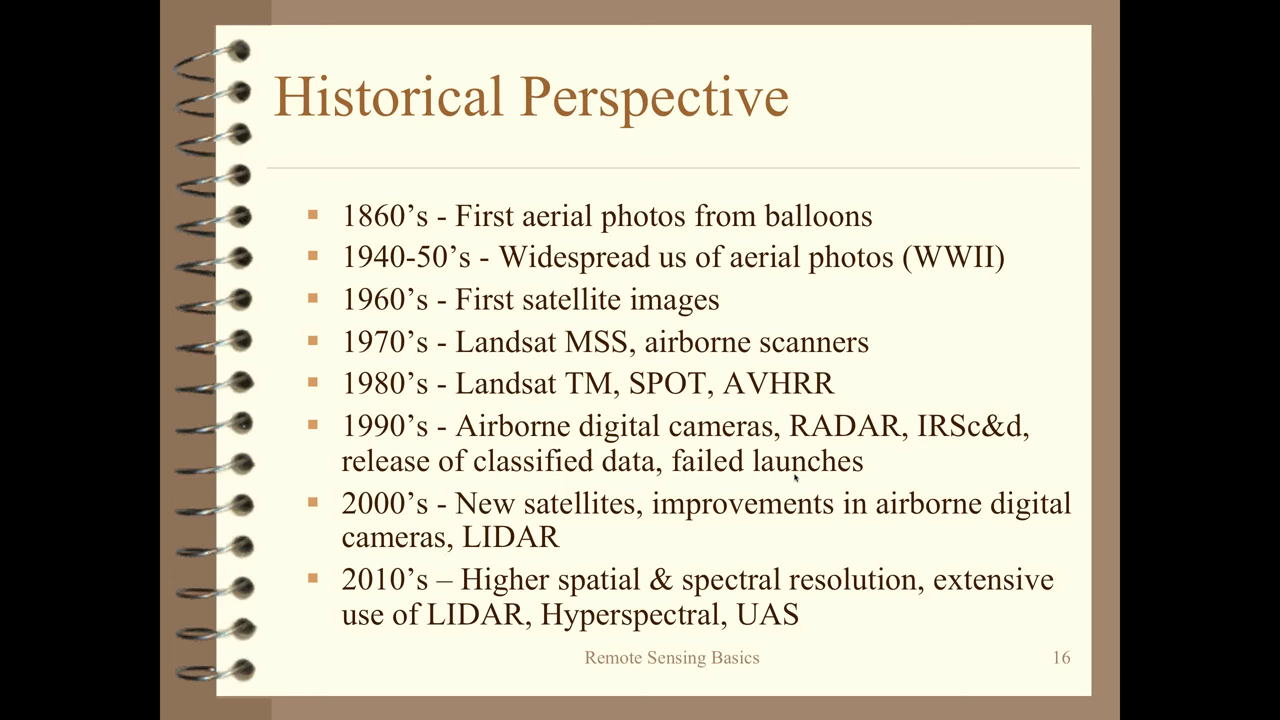 Historical Perspective
1860’s - First aerial photos from balloons
1940-50’s - Widespread us of aerial photos (WWII)
1960’s - First satellite images
1970’s - Landsat MSS, airborne scanners
1980’s - Landsat TM, SPOT, AVHRR
1990’s - Airborne digital cameras, RADAR, IRSc&d,
release of classified data, failed launches
2000’s - New satellites, improvements in airborne digital
cameras, LIDAR
2010’s – Higher spatial & spectral resolution, extensive
use of LIDAR, Hyperspectral, UAS
Remote Sensing Basics
16